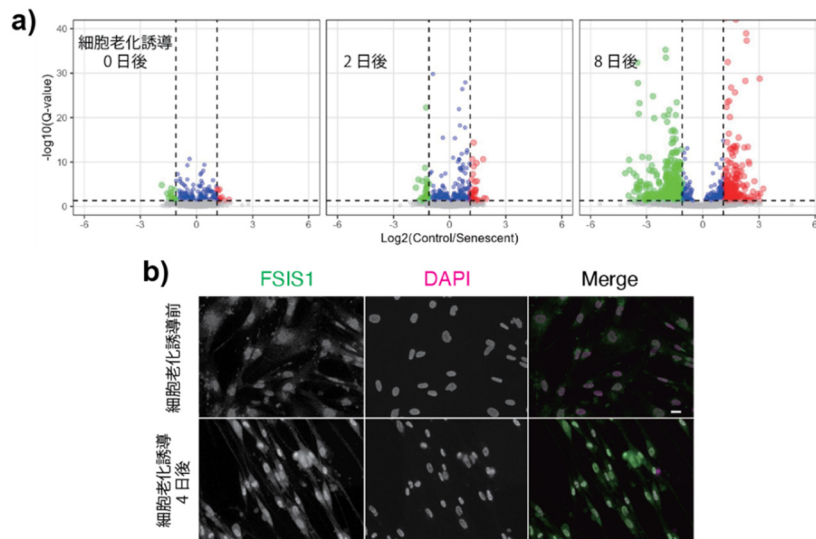 a)
細胞老化誘導
0 日後
2 日後
8 日後
40
30
20
10
0
-log10(Q-value)
-6 -3 0 3 6
-6 -3 0 3 6
-6 -3 0 3 6
Log2(Control/Senescent)
b)
FSIS1 DAPI Merge
細胞老化誘導前
細胞老化誘導
4 日後